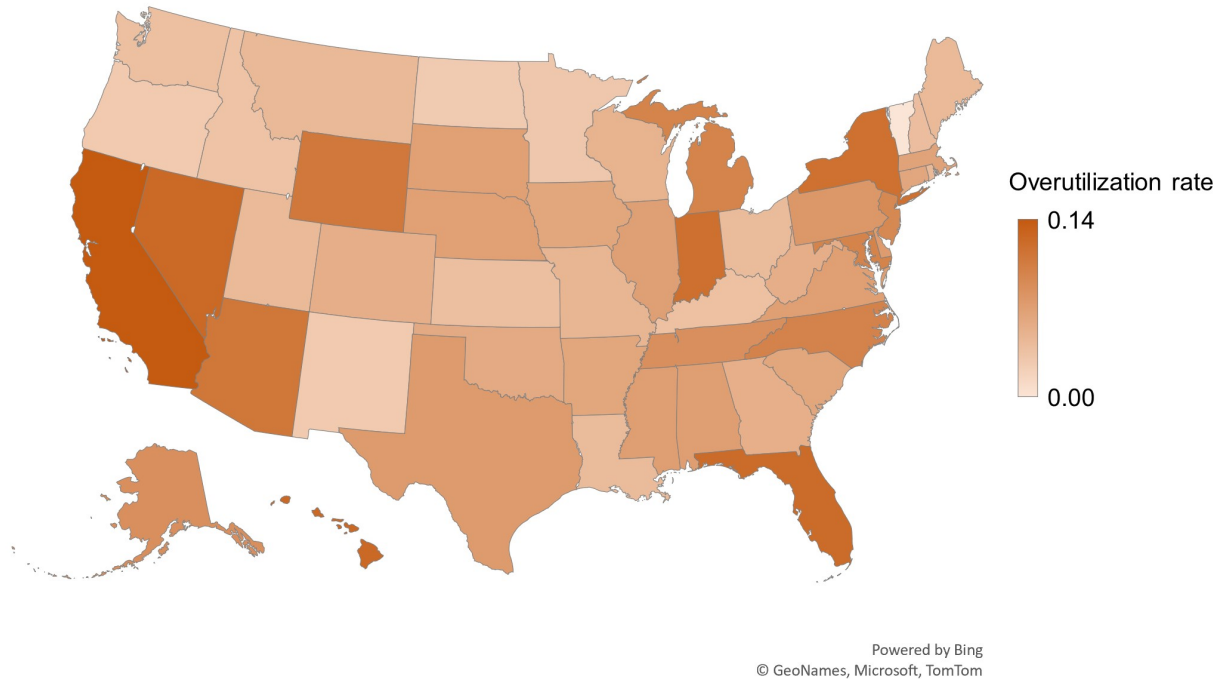 Overutilization rate
0.14
0.00
Powered by Bing
© GeoNames, Microsoft, TomTom